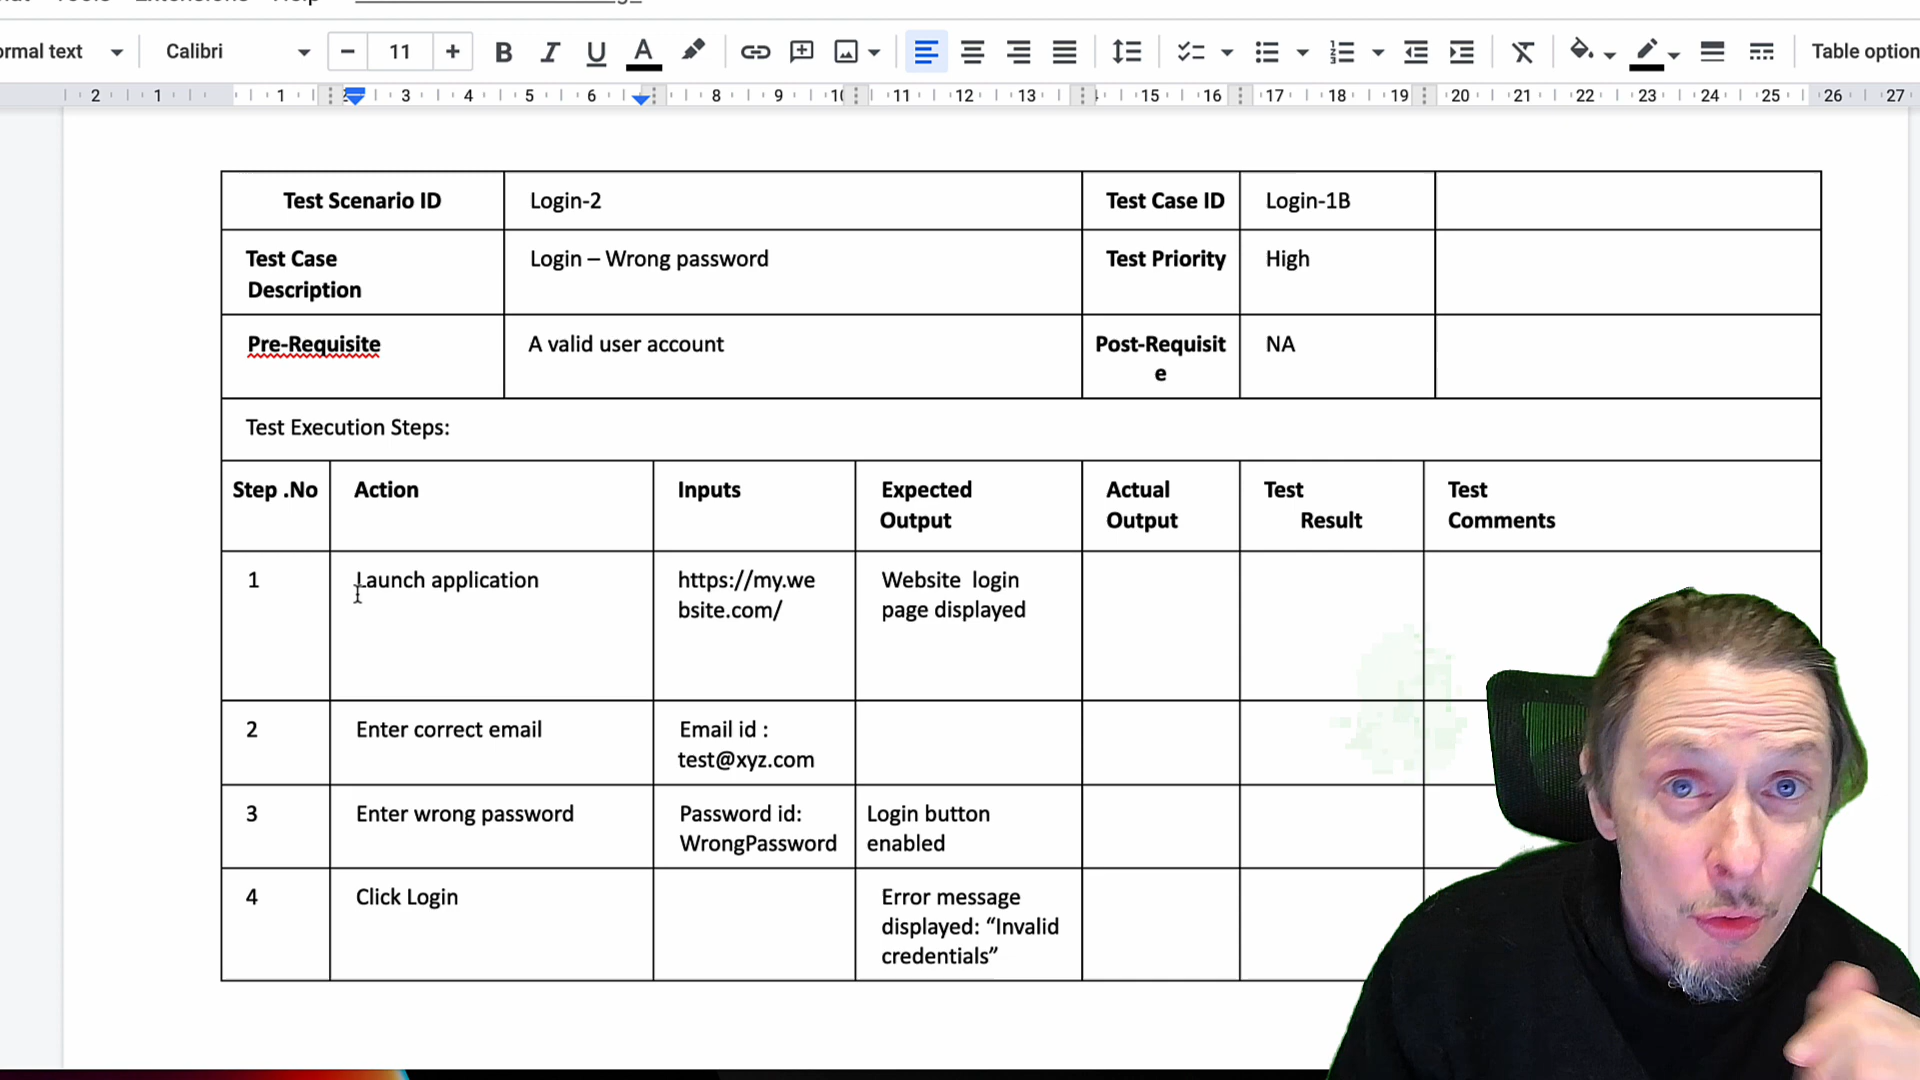 ormal text
Calibri
11
Table option
2 1 1 3 4 5 6 8 9 11 12 13 15 16 17 18 19 20 21 22 23 24 25 26 27
Test Scenario ID
Login-2
Test Case ID
Login-1B
Test Case
Description
Login – Wrong password
Test Priority
High
Pre-Requisite
A valid user account
Post-Requisit
e
NA
Test Execution Steps:
Step .No
Action
Inputs
Expected
Output
Actual
Output
Test
Result
Test
Comments
1
Launch application
https://my.we
bsite.com/
Website  login
page displayed
2
Enter correct email
Email id :
test@xyz.com
3
Enter wrong password
Password id:
WrongPassword
Login button
enabled
4
Click Login
Error message
displayed: “Invalid
credentials”